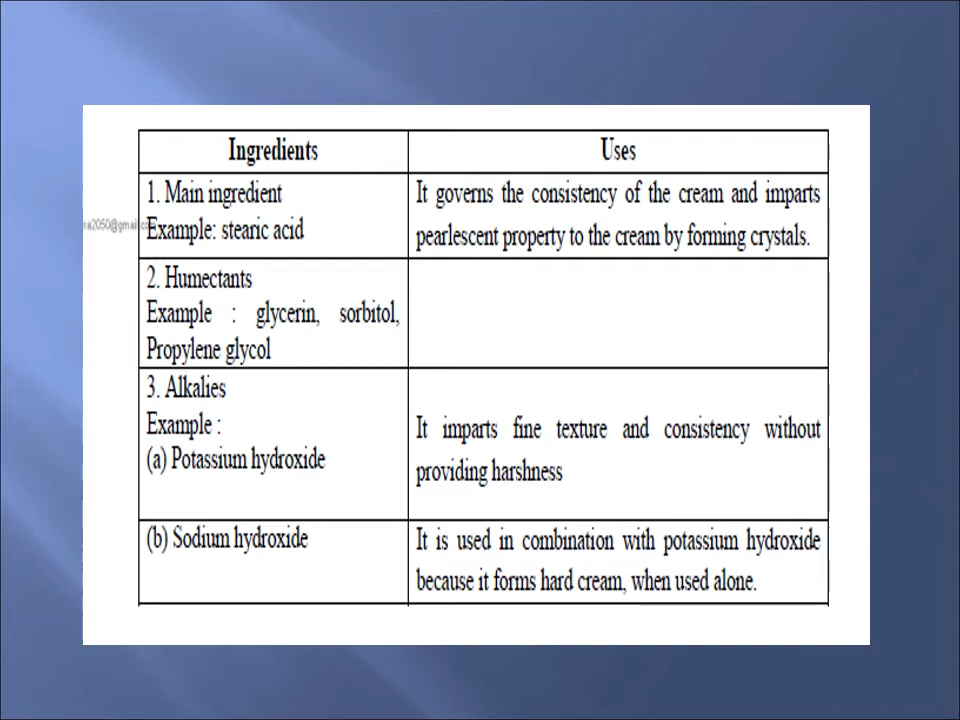 Ingredients Uses
1. Main ingredient
Example: stearic acid
It governs the consistency of the cream and imparts
pearlescent property to the cream by forming crystals.
na2050@gmail.com
2. Humectants
Example : glycerin, sorbitol,
Propylene glycol
3. Alkalies
Example :
(a) Potassium hydroxide
It imparts fine texture and consistency without
providing harshness
(b) Sodium hydroxide
It is used in combination with potassium hydroxide
because it forms hard cream, when used alone.